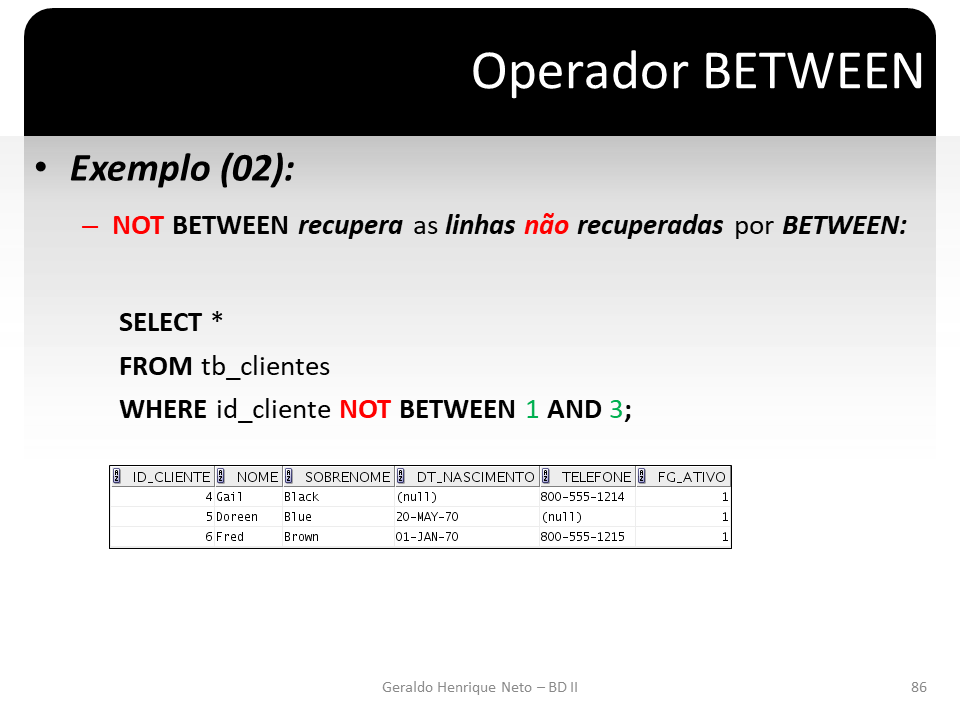 Operador BETWEEN
• Exemplo (02):
– NOT BETWEEN recupera as linhas não recuperadas por BETWEEN:
SELECT *
FROM tb_clientes
WHERE id_cliente NOT BETWEEN 1 AND 3;
ID_CLIENTE NOME SOBRENOME DT_NASCIMENTO TELEFONE FG_ATIVO
4 Gail Black (null) 800-555-1214 1
5 Doreen Blue 20-MAY-70 (null) 1
6 Fred Brown 01-JAN-70 800-555-1215 1
Geraldo Henrique Neto – BD II 86